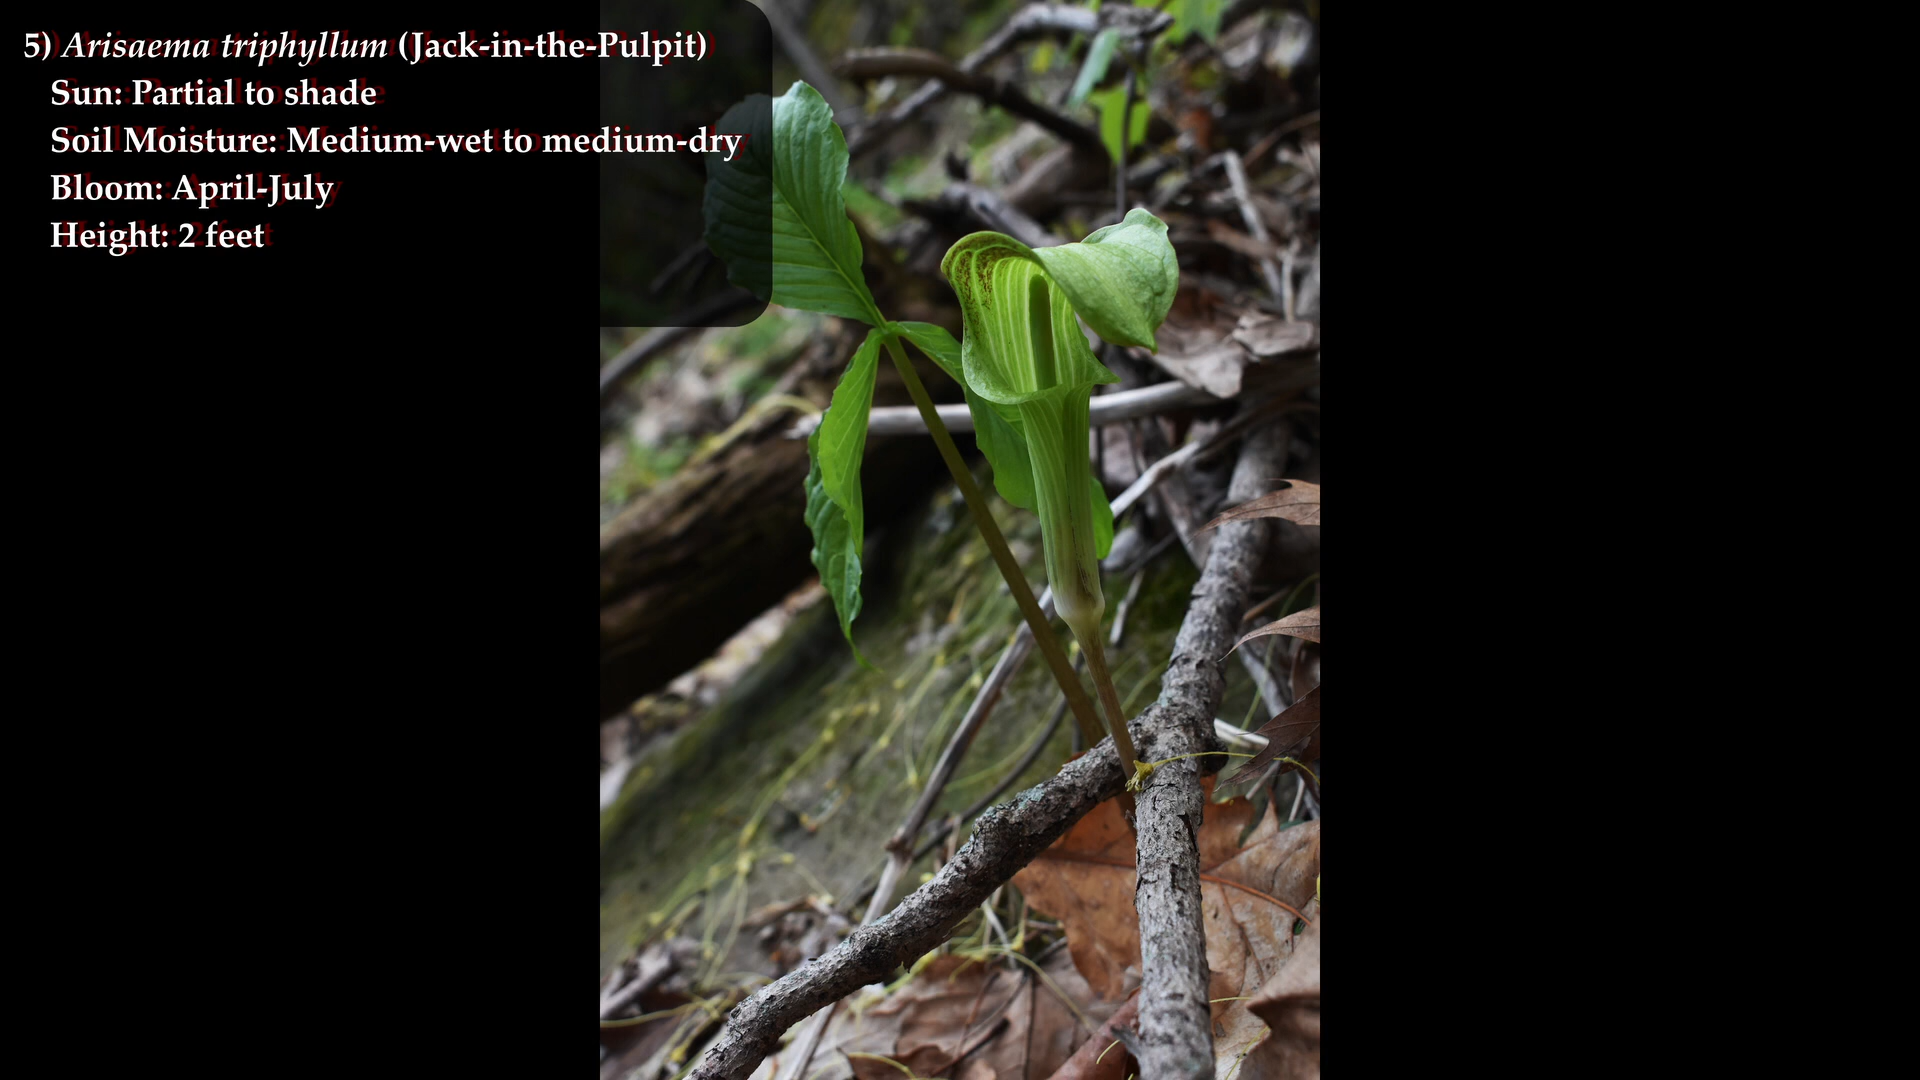 5) Arisaema triphyllum (Jack-in-the-Pulpit)
Sun: Partial to shade
Soil Moisture: Medium-wet to medium-dry
Bloom: April-July
Height: 2 feet